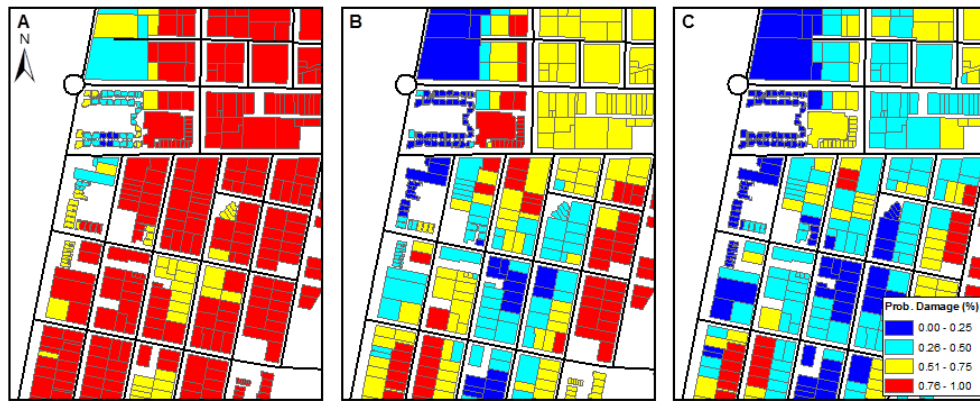 A
N
B
C
Prob. Damage (%)
0.00 - 0.25
0.26 - 0.50
0.51 - 0.75
0.76 - 1.00